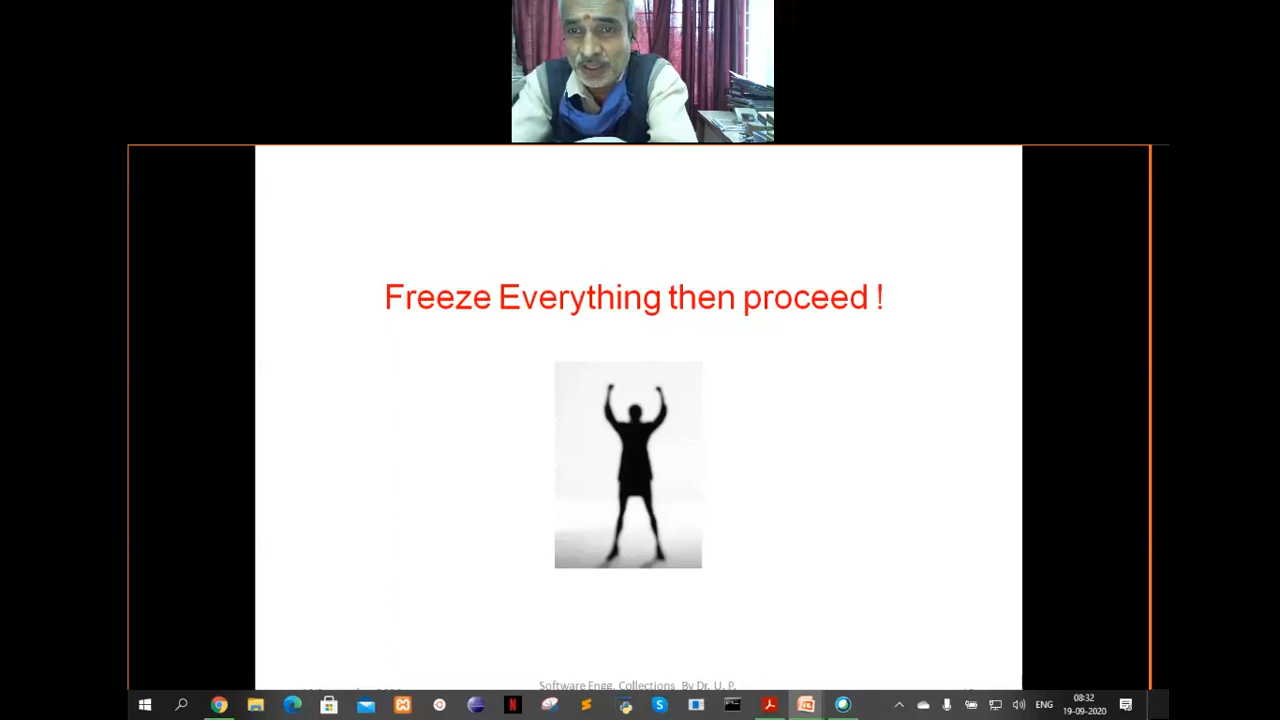 Freeze Everything then proceed !
Software Engg. Collections By Dr. U. P.
ENG
08:32
19-09-2020